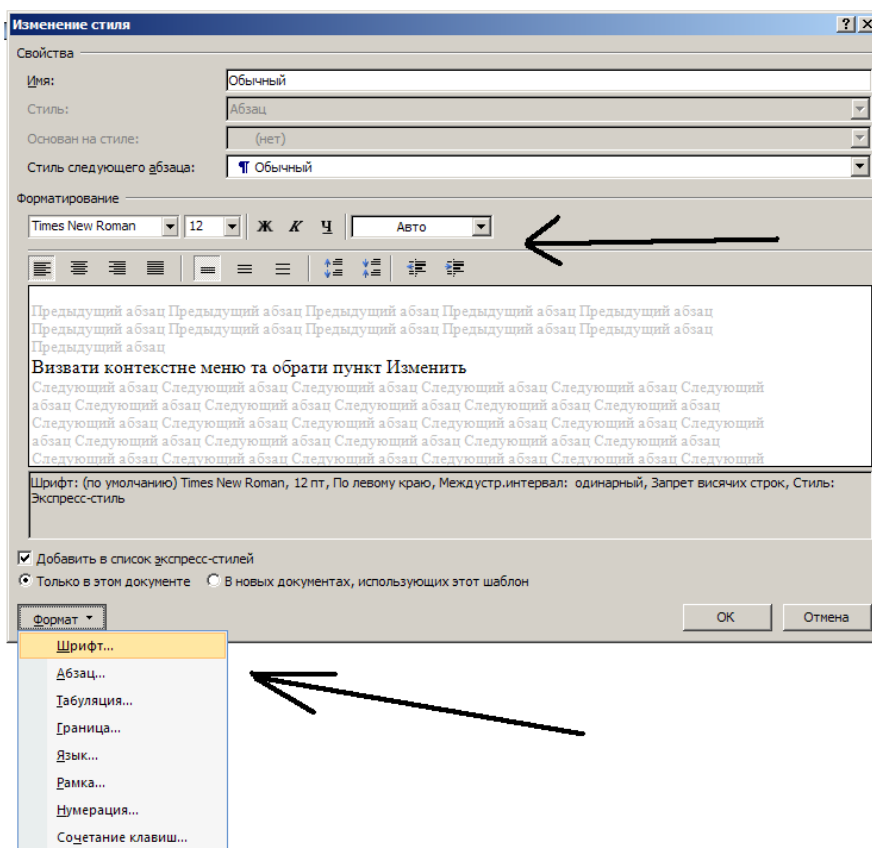 Изменение стиля
Свойства
Имя: Обычный
Стиль: Абзац
Основан на стиле: (нет)
Стиль следующего абзаца: ¶ Обычный
Форматирование
Times New Roman 12 Ж К Ч Авто
Предыдущий абзац Предыдущий абзац Предыдущий абзац Предыдущий абзац Предыдущий абзац
Предыдущий абзац Предыдущий абзац Предыдущий абзац Предыдущий абзац Предыдущий абзац
Предыдущий абзац
Визвати контекстне меню та обрати пункт Изменить
Следующий абзац Следующий абзац Следующий абзац Следующий абзац Следующий абзац Следующий
абзац Следующий абзац Следующий абзац Следующий абзац Следующий абзац Следующий абзац
Следующий абзац Следующий абзац Следующий абзац Следующий абзац Следующий абзац Следующий
абзац Следующий абзац Следующий абзац Следующий абзац Следующий абзац Следующий абзац
Следующий абзац Следующий абзац Следующий абзац Следующий абзац Следующий абзац Следующий
Шрифт: (по умолчанию) Times New Roman, 12 пт, По левому краю, Междустр.интервал: одинарный, Запрет висячих строк, Стиль:
Экспресс-стиль
Добавить в список экспресс-стилей
Только в этом документе В новых документах, использующих этот шаблон
Формат ОК Отмена
Шрифт...
Абзац...
Табуляция...
Граница...
Язык...
Рамка...
Нумерация...
Сочетание клавиш...